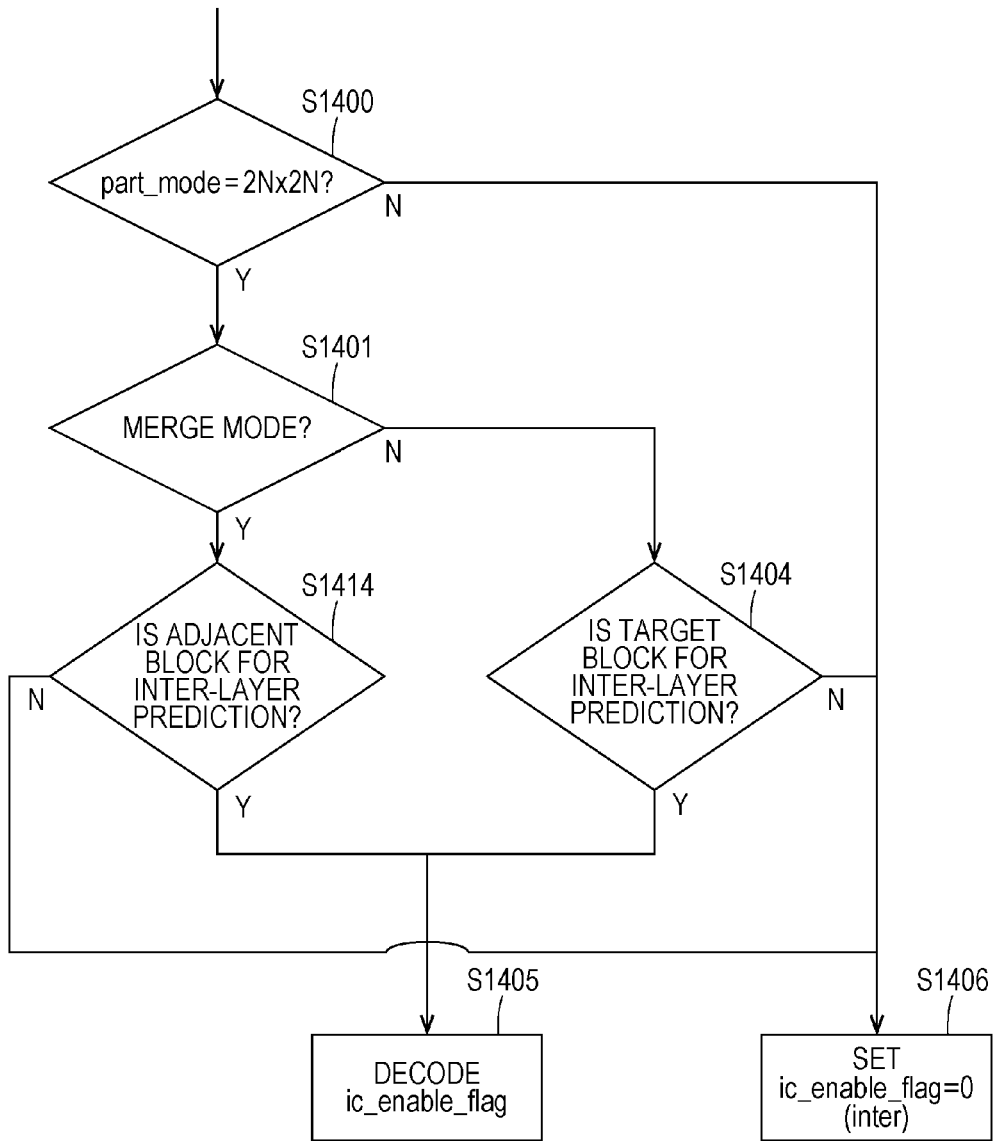 S1400
part_mode=2Nx2N?
N
Y
S1401
MERGE MODE?
N
Y
S1414
IS ADJACENT
BLOCK FOR
INTER-LAYER
PREDICTION?
N
Y
S1404
IS TARGET
BLOCK FOR
INTER-LAYER
PREDICTION?
N
Y
S1405
DECODE
ic_enable_flag
S1406
SET
ic_enable_flag=0
(inter)